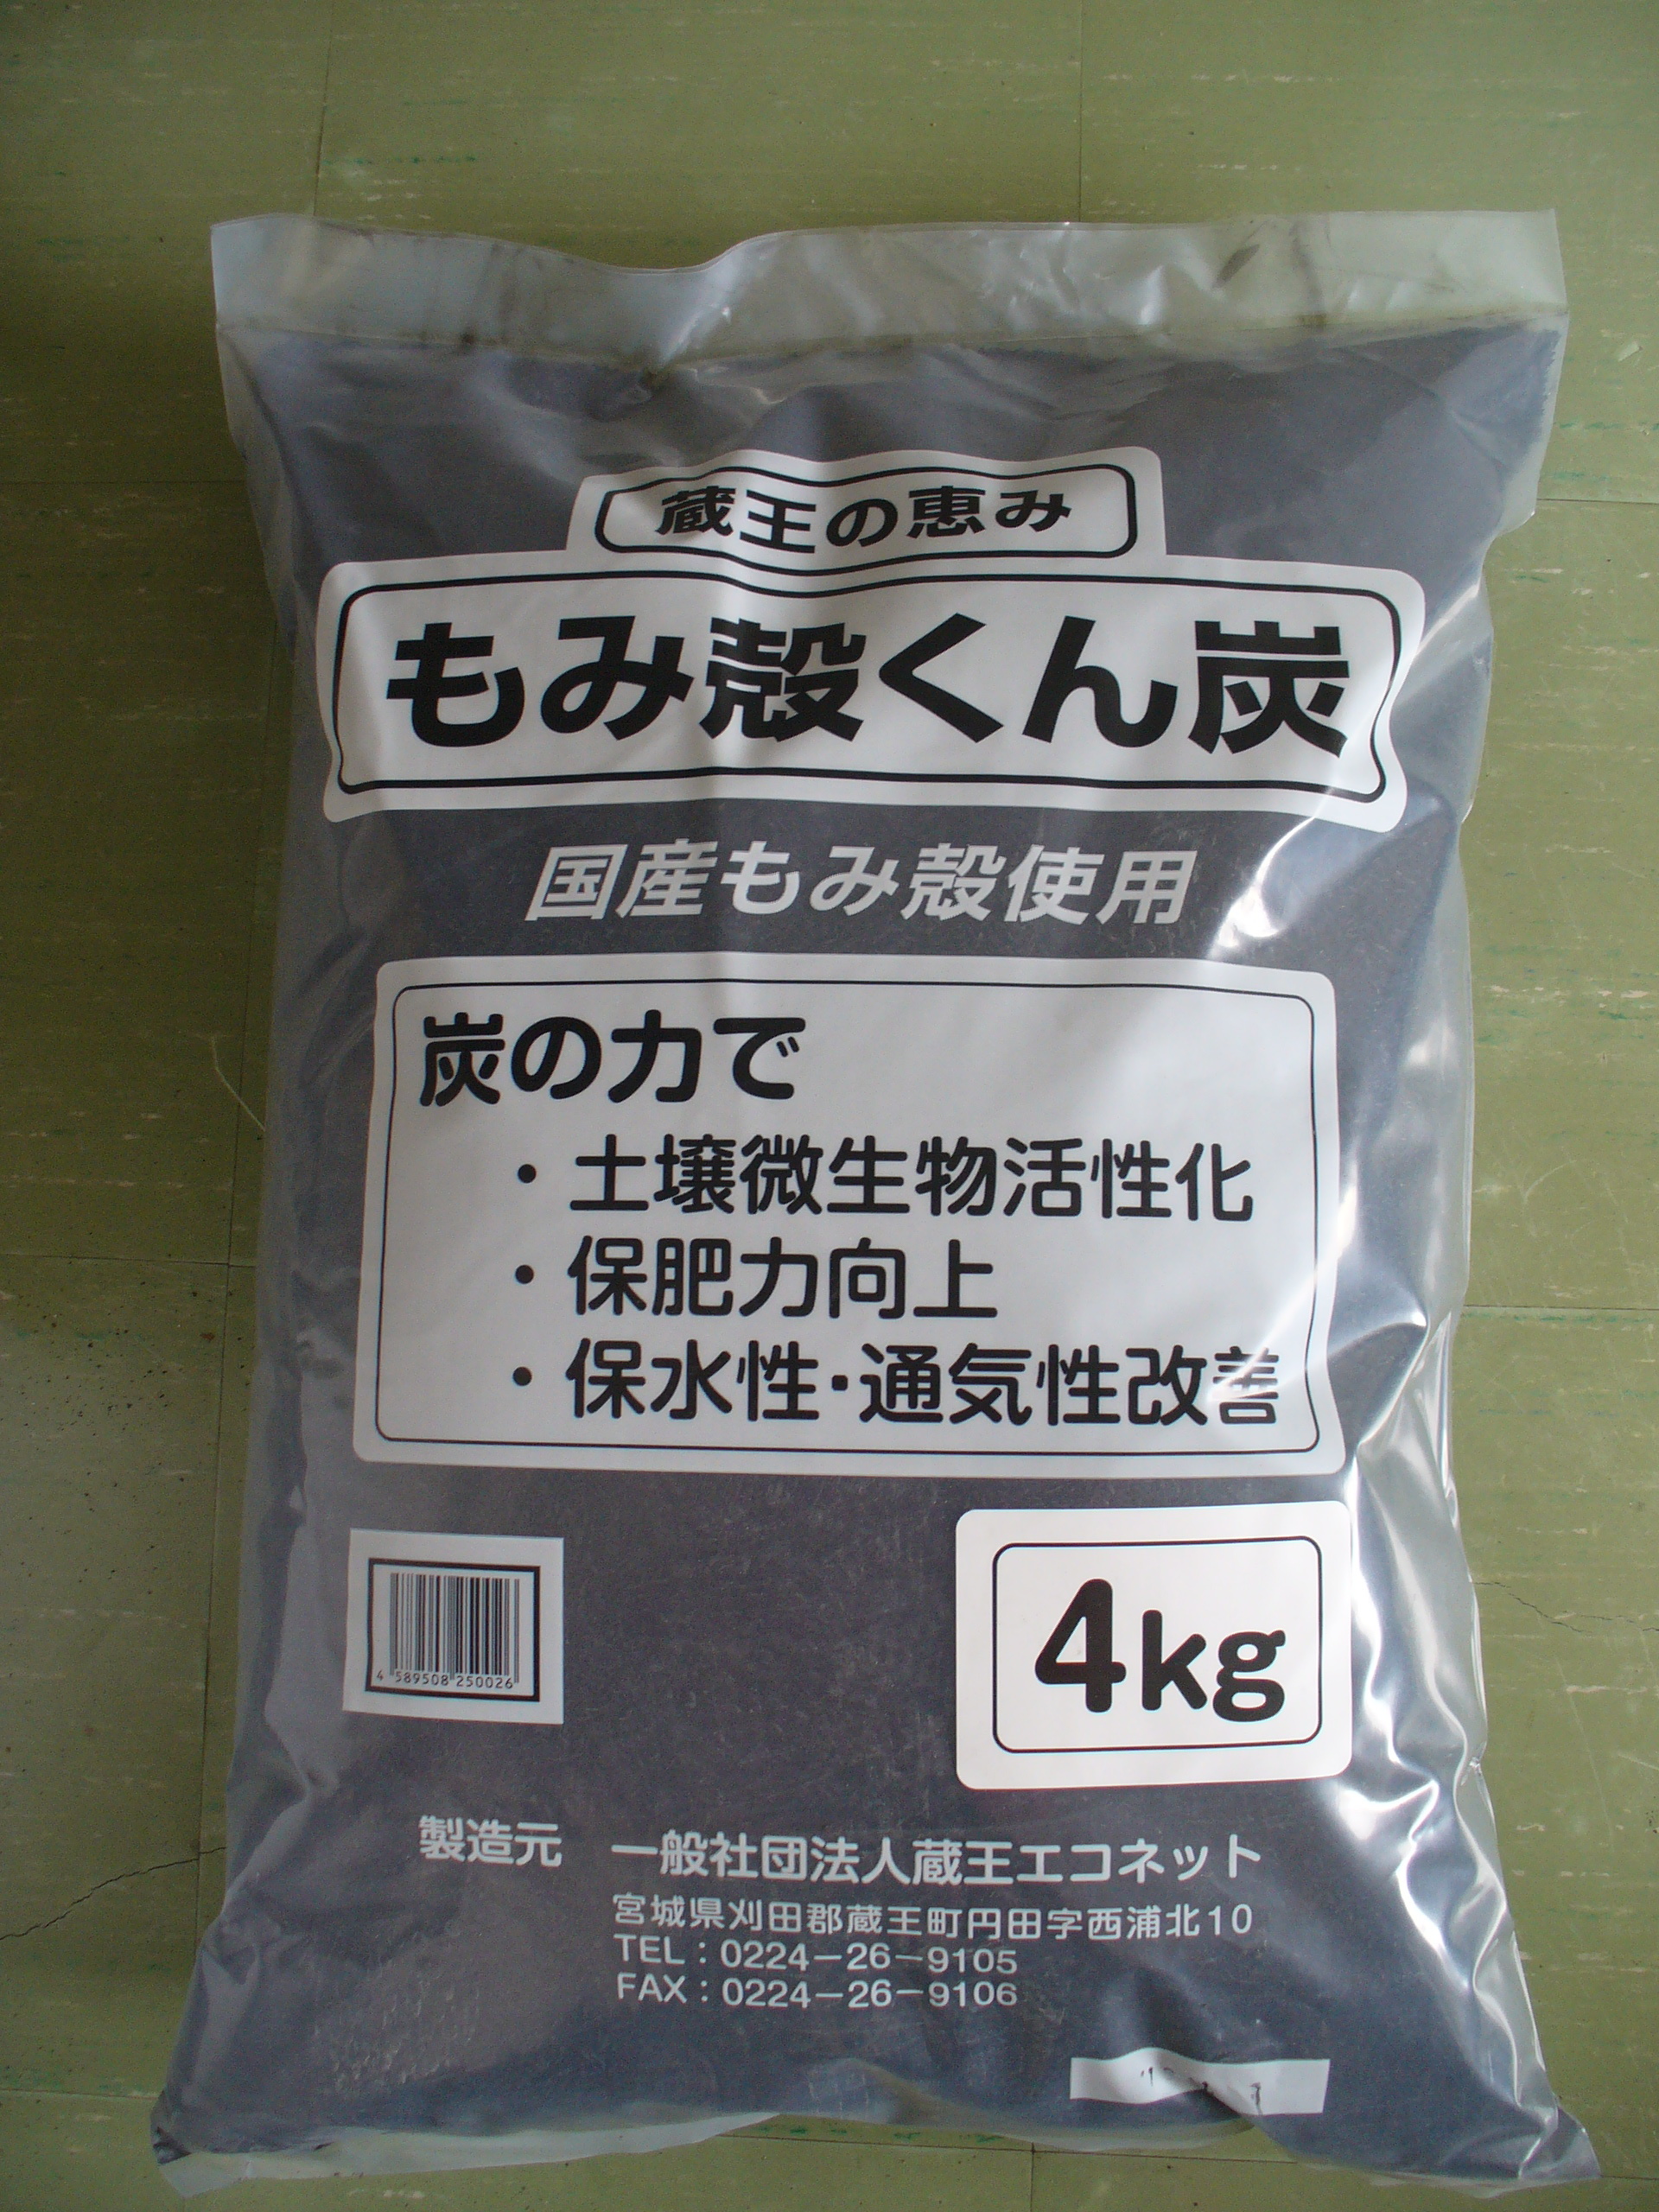 蔵王の恵み
もみ殻くん炭
国産もみ殻使用
炭の力で
・土壌微生物活性化
・保肥力向上
・保水性・通気性改善
4 589508 250026
4kg
製造元 一般社団法人蔵王エコネット
宮城県刈田郡蔵王町円田字西浦北10
TEL：0224－26－9105
FAX：0224－26－9106